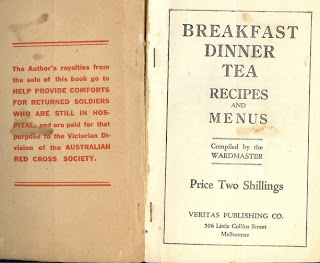 The Author's royalties from
the sale of this book go to
HELP PROVIDE COMFORTS
FOR RETURNED SOLDIERS
WHO ARE STILL IN HOS-
PITAL, and are paid for that
purpose to the Victorian Di-
vision of the AUSTRALIAN
RED CROSS SOCIETY.
BREAKFAST
DINNER
TEA
RECIPES
AND
MENUS
Compiled by the
WARDMASTER
Price Two Shillings
VERITAS PUBLISHING CO.
506 Little Collins Street
Melbourne